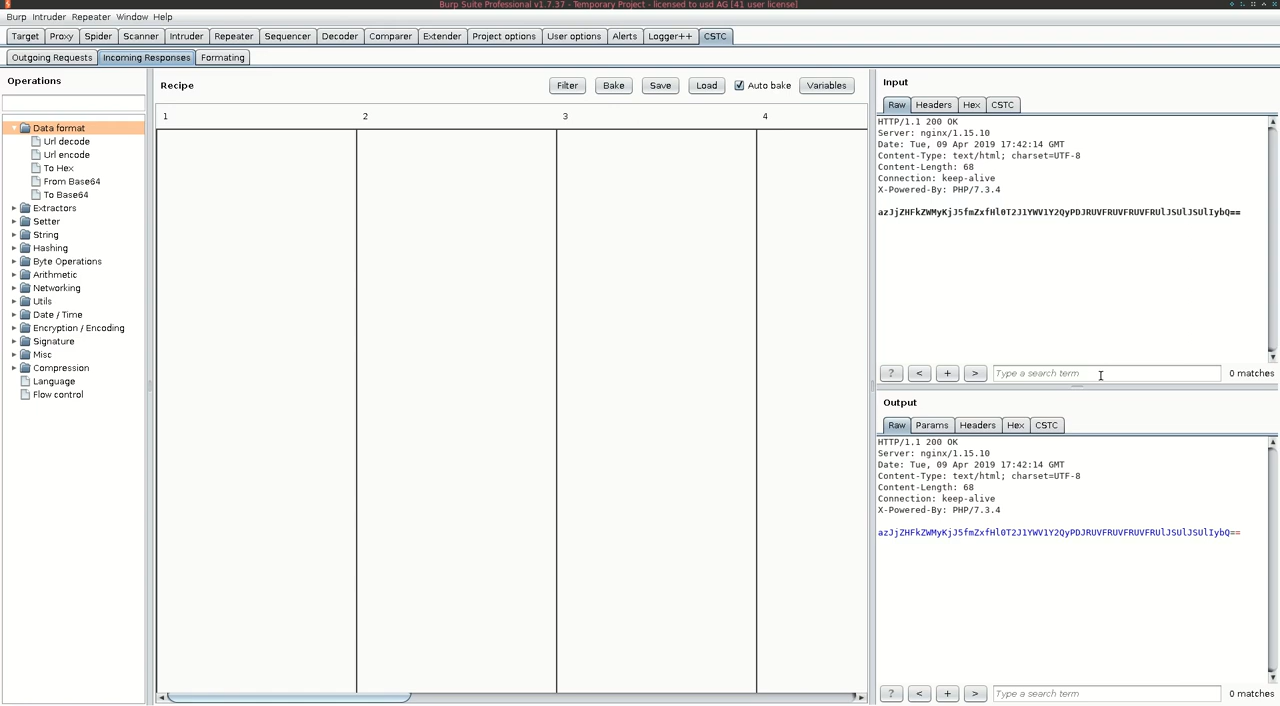 Burp Suite Professional v1.7.37 - Temporary Project - licensed to usd AG [41 user license]
Burp Intruder Repeater Window Help
Target Proxy Spider Scanner Intruder Repeater Sequencer Decoder Comparer Extender Project options User options Alerts Logger++ CSTC
Outgoing Requests Incoming Responses Formating
Operations
Data format
Url decode
Url encode
To Hex
From Base64
To Base64
Extractors
Setter
String
Hashing
Byte Operations
Arithmetic
Networking
Utils
Date / Time
Encryption / Encoding
Signature
Misc
Compression
Language
Flow control
Recipe Filter Bake Save Load Auto bake Variables
1 2 3 4
Input
Raw Headers Hex CSTC
HTTP/1.1 200 OK
Server: nginx/1.15.10
Date: Tue, 09 Apr 2019 17:42:14 GMT
Content-Type: text/html; charset=UTF-8
Content-Length: 68
Connection: keep-alive
X-Powered-By: PHP/7.3.4
? < + > Type a search term 0 matches
Output
Raw Params Headers Hex CSTC
HTTP/1.1 200 OK
Server: nginx/1.15.10
Date: Tue, 09 Apr 2019 17:42:14 GMT
Content-Type: text/html; charset=UTF-8
Content-Length: 68
Connection: keep-alive
X-Powered-By: PHP/7.3.4
? < + > Type a search term 0 matches